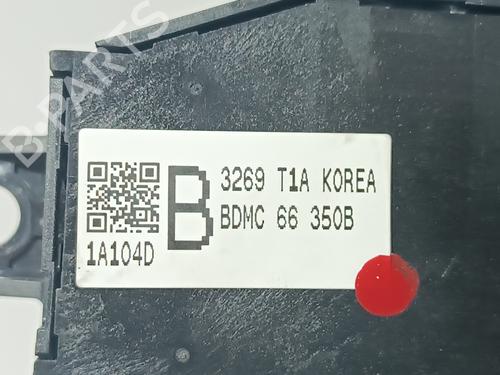 B-PARTS
B
3269 T1A KOREA
BDMC 66 350B
1A104D